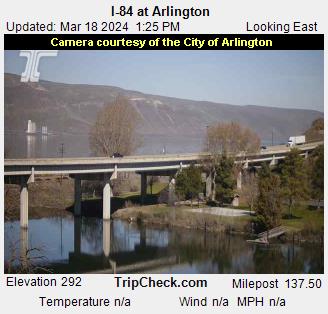 I-84 at Arlington
Updated: Mar 18 2024 1:25 PM Looking East
Camera courtesy of the City of Arlington
Elevation 292 TripCheck.com Milepost 137.50
Temperature n/a Wind n/a MPH n/a